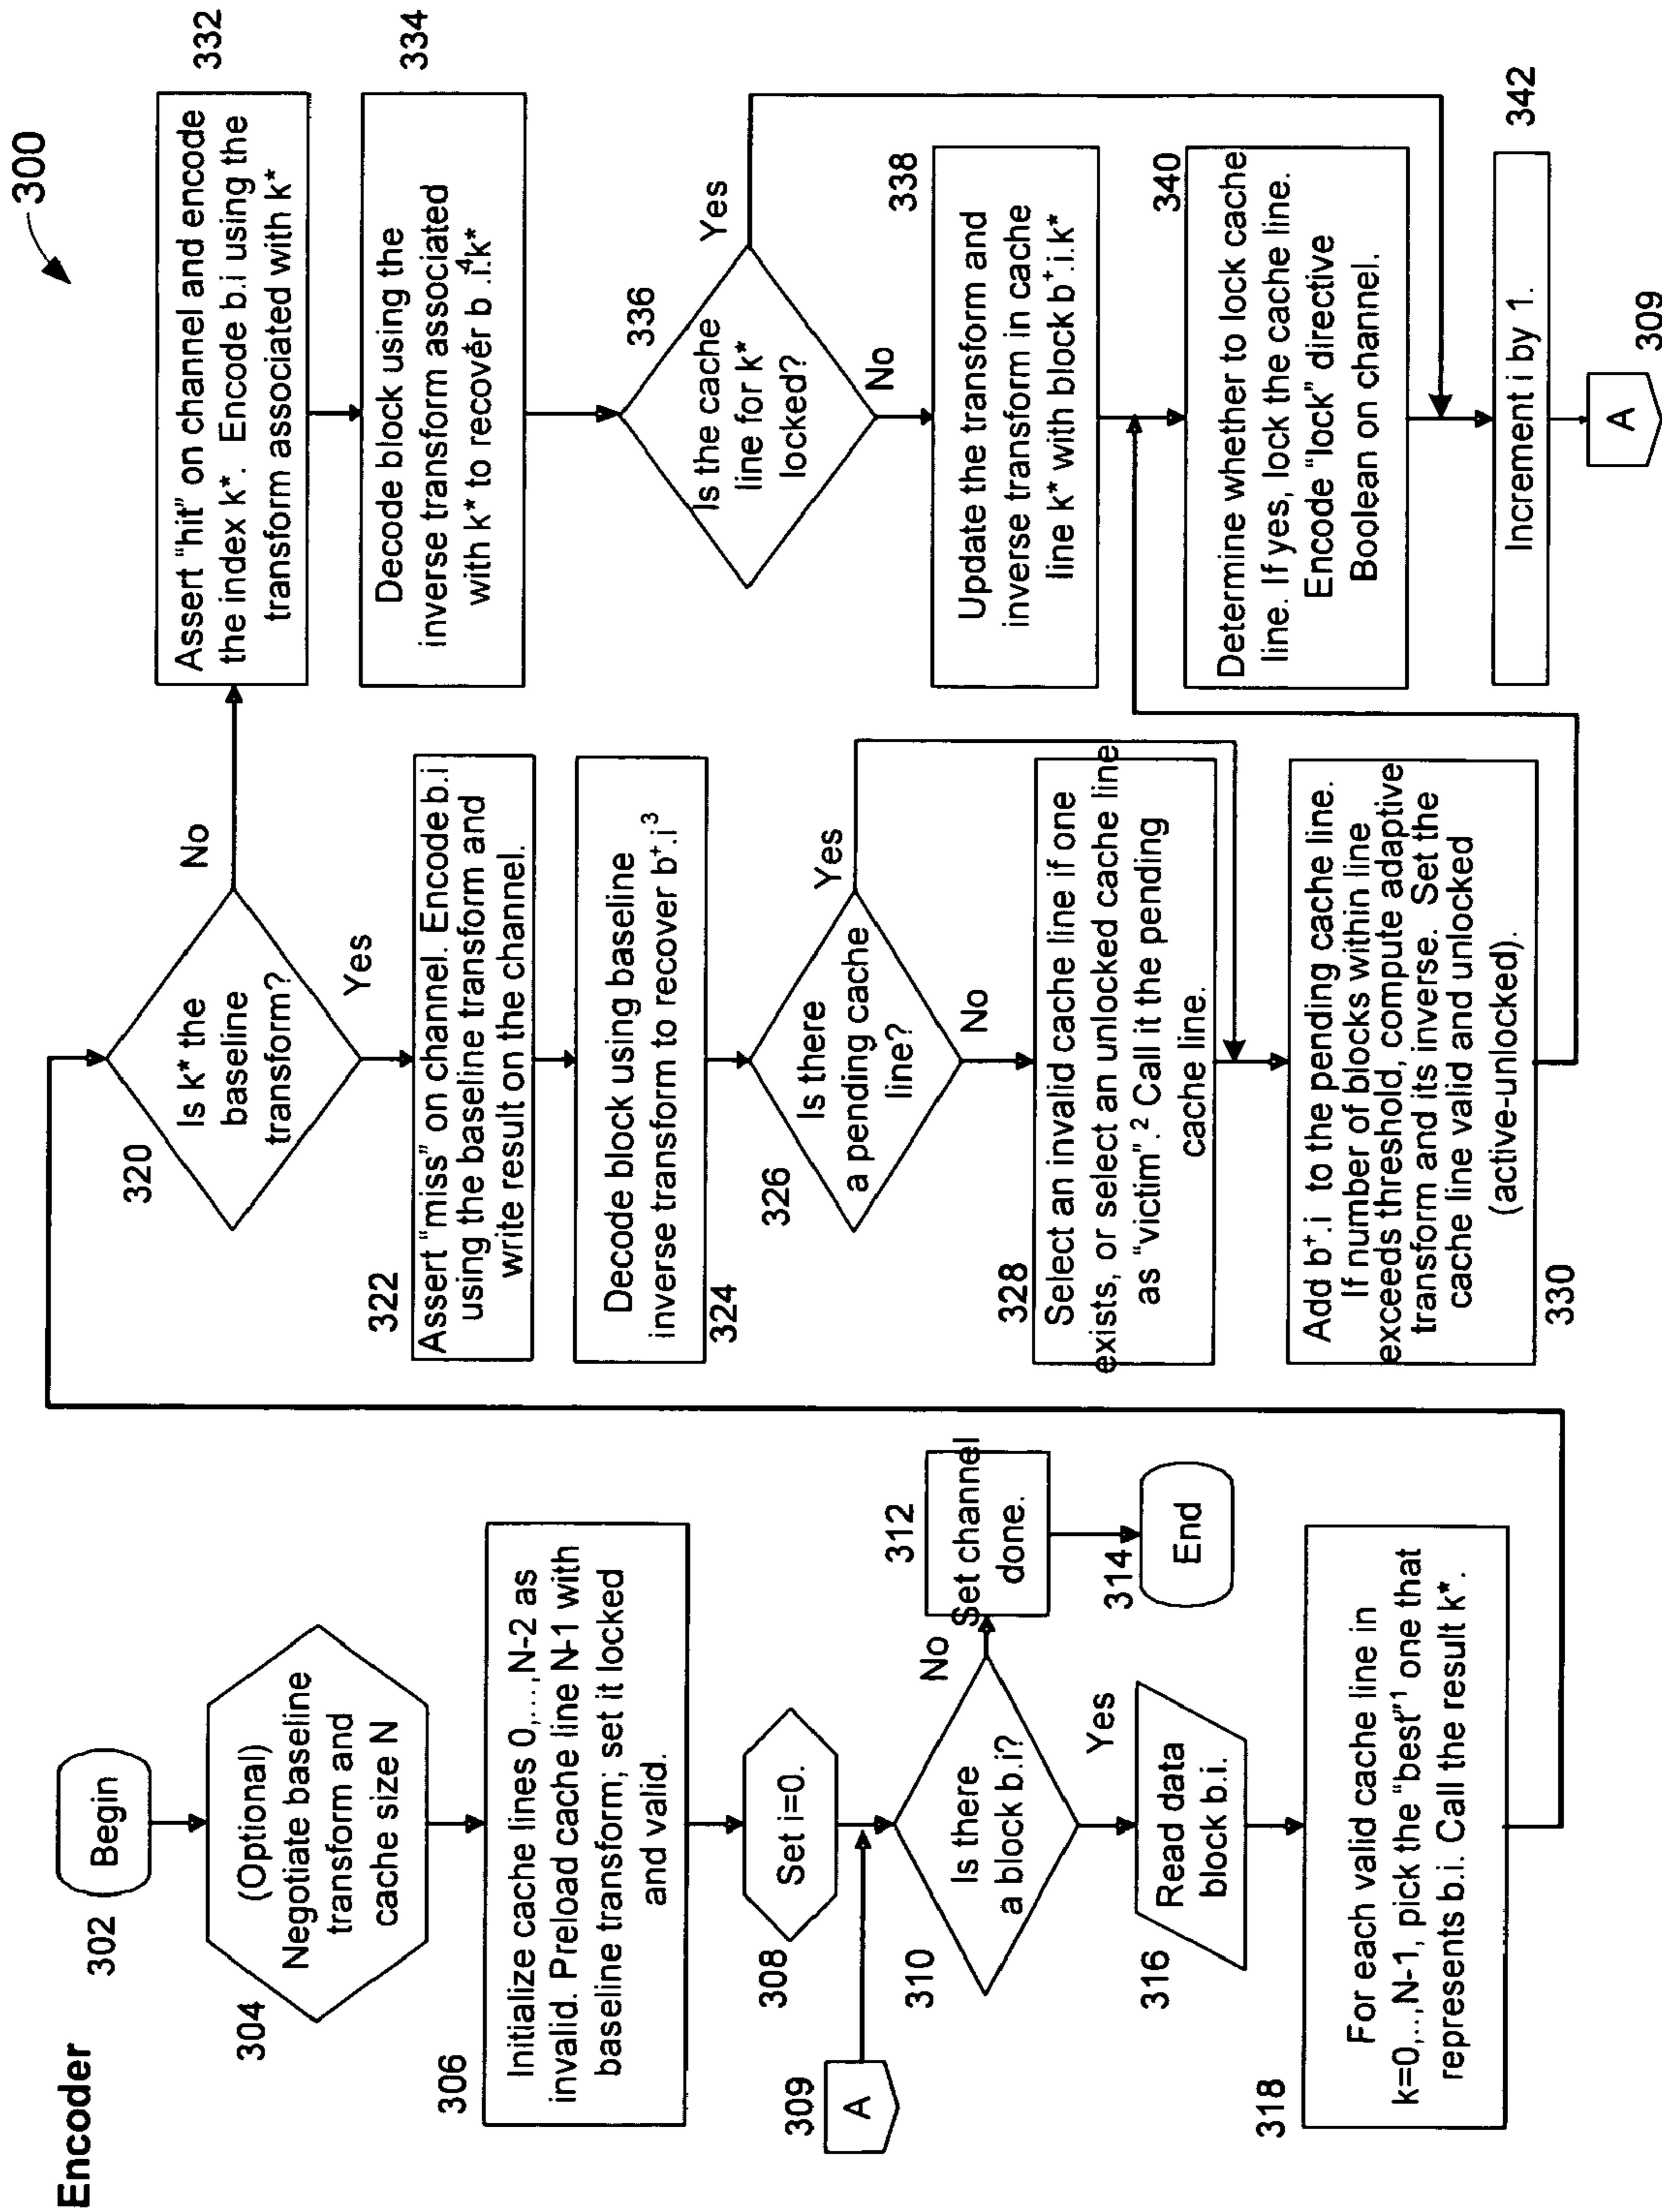 Encoder
300
302
Begin
304
(Optional)
Negotiate baseline
transform and
cache size N
306
Initialize cache lines 0,...,N-2 as
invalid. Preload cache line N-1 with
baseline transform; set it locked
and valid.
308
Set i=0.
309
A
310
Is there
a block b.i?
No
Yes
312
Set channel
done.
314
End
316
Read data
block b.i.
318
For each valid cache line in
k=0,..,N-1, pick the "best"¹ one that
represents b.i. Call the result k*.
320
Is k* the
baseline
transform?
No
Yes
322
Assert "miss" on channel. Encode b.i
using the baseline transform and
write result on the channel.
324
Decode block using baseline
inverse transform to recover b⁺.i³
326
Is there
a pending cache
line?
Yes
No
328
Select an invalid cache line if one
exists, or select an unlocked cache line
as "victim".² Call it the pending
cache line.
330
Add b⁺.i to the pending cache line.
If number of blocks within line
exceeds threshold, compute adaptive
transform and its inverse. Set the
cache line valid and unlocked
(active-unlocked).
332
Assert "hit" on channel and encode
the index k*. Encode b.i using the
transform associated with k*
334
Decode block using the
inverse transform associated
with k* to recover b⁺.i.k*⁴
336
Is the cache
line for k*
locked?
Yes
No
338
Update the transform and
inverse transform in cache
line k* with block b⁺.i.k*
340
Determine whether to lock cache
line. If yes, lock the cache line.
Encode "lock" directive
Boolean on channel.
342
Increment i by 1.
A
309